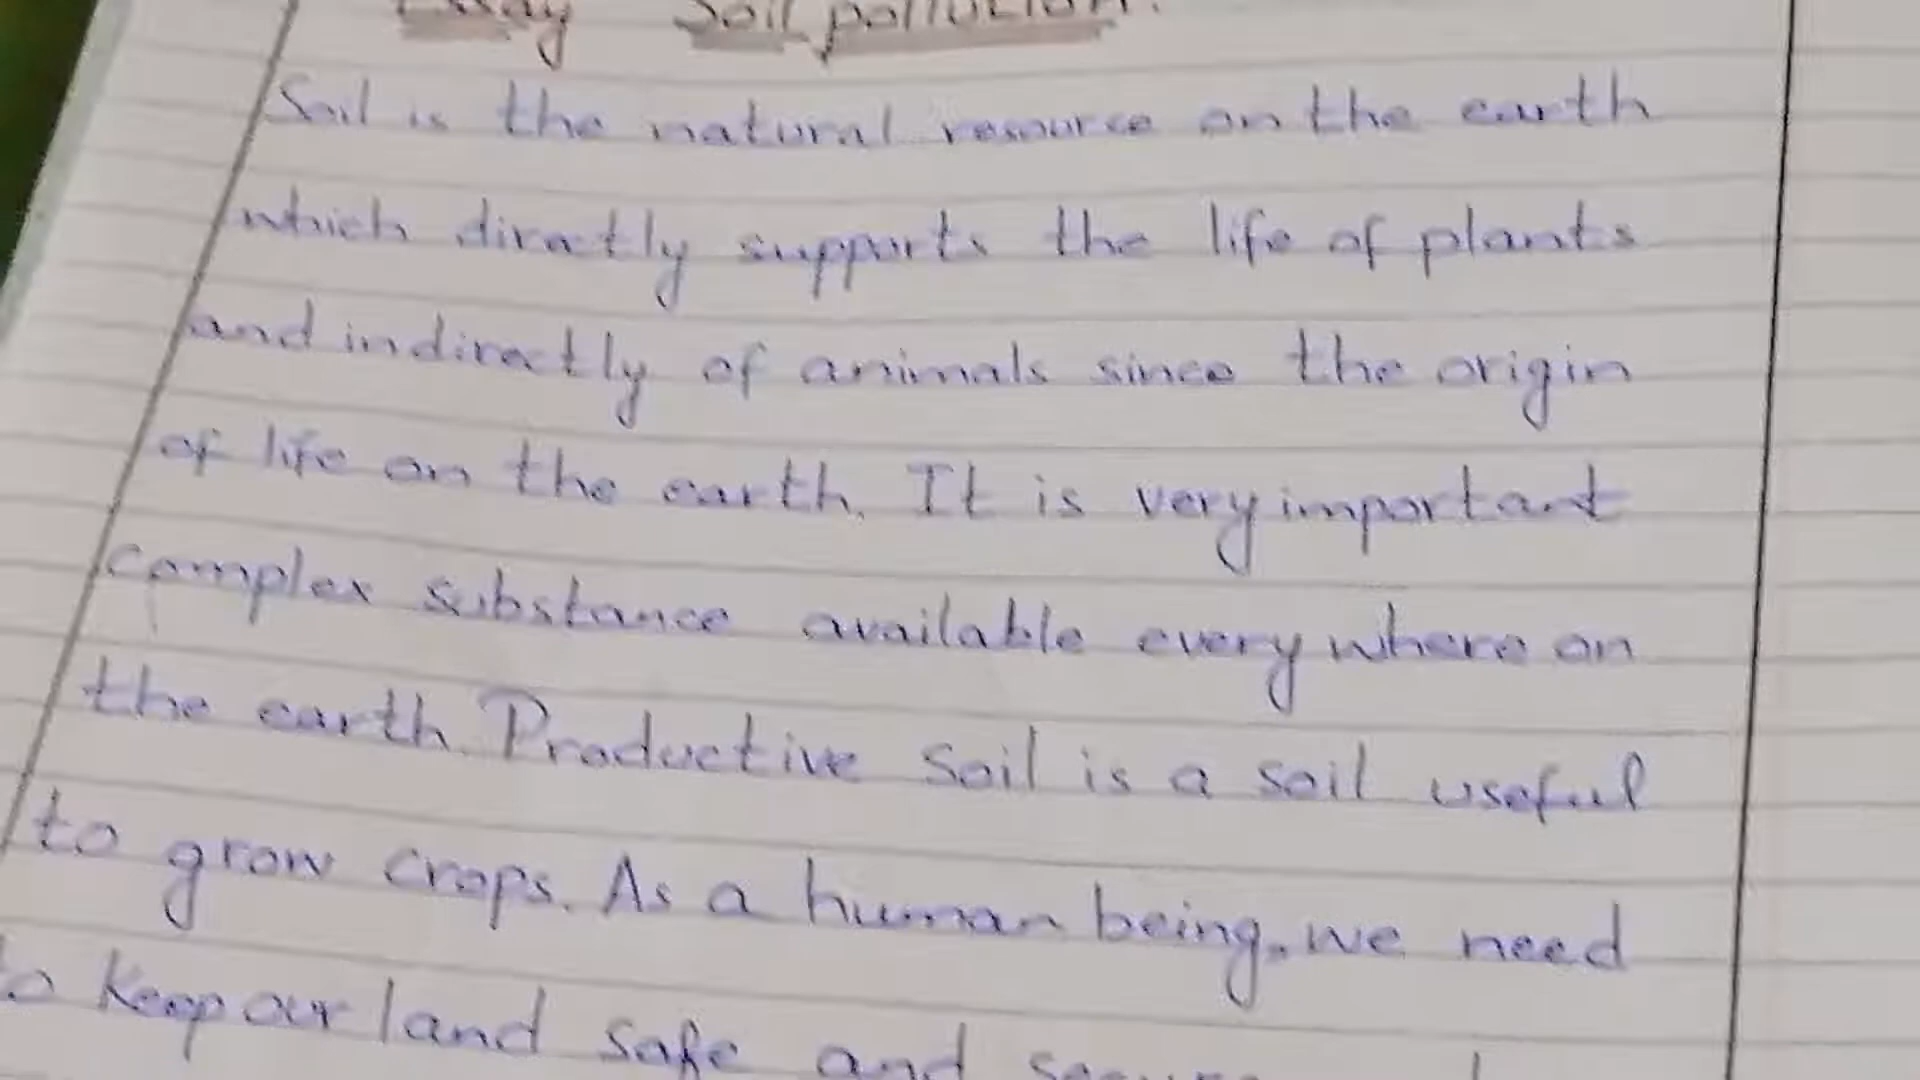 Essay Soil pollution.
Soil is the natural resource on the earth
which directly supports the life of plants
and indirectly of animals since the origin
of life on the earth. It is very important
complex substance available every where on
the earth. Productive soil is a soil useful
to grow crops. As a human being, we need
to keep our land safe and secure